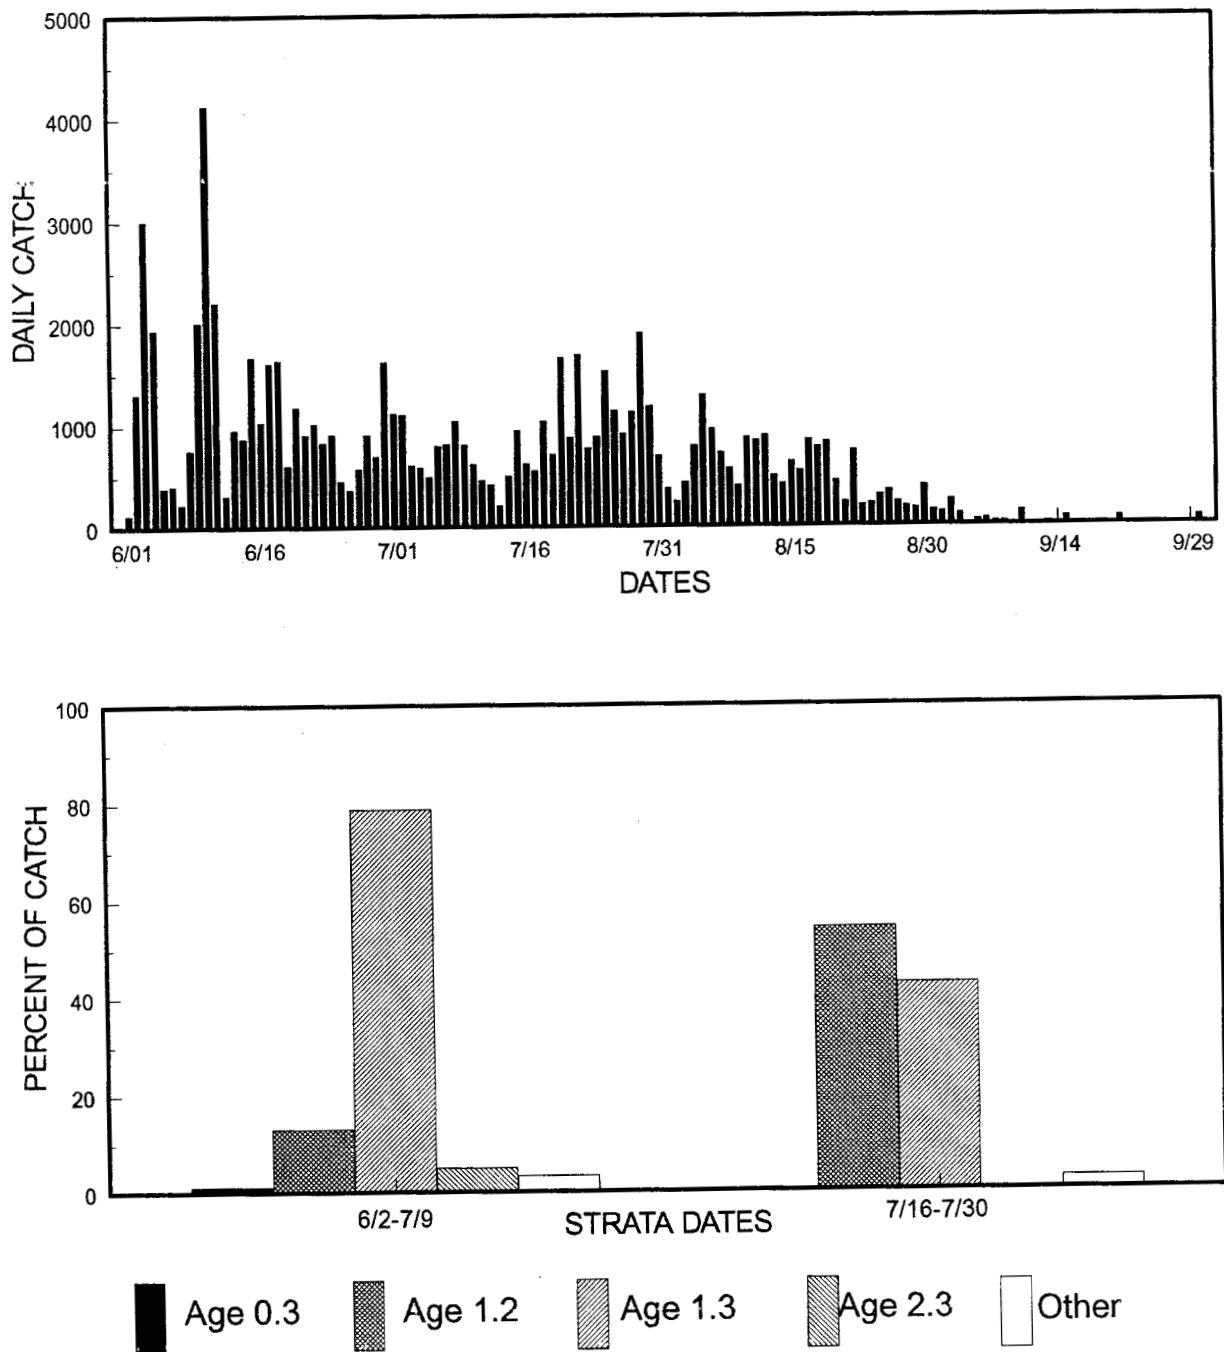 5000
4000
3000
2000
1000
0
DAILY CATCH
6/01 6/16 7/01 7/16 7/31 8/15 8/30 9/14 9/29
DATES
100
80
60
40
20
0
PERCENT OF CATCH
6/2-7/9 7/16-7/30
STRATA DATES
Age 0.3 Age 1.2 Age 1.3 Age 2.3 Other